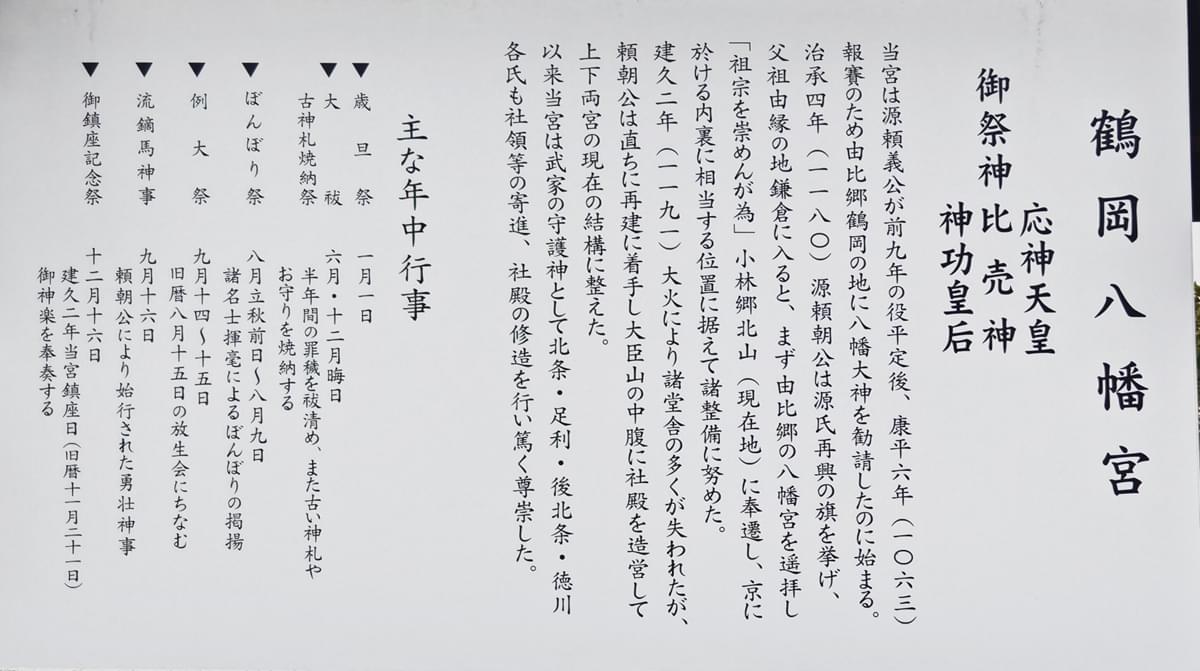 鶴岡八幡宮
応神天皇
御祭神 比売神
神功皇后
当宮は源頼義公が前九年の役平定後、康平六年（一〇六三）
報賽のため由比郷鶴岡の地に八幡大神を勧請したのに始まる。
治承四年（一一八〇）源頼朝公は源氏再興の旗を挙げ、
父祖由縁の地鎌倉に入ると、まず由比郷の八幡宮を遥拝し
「祖宗を崇めんが為」小林郷北山（現在地）に奉遷し、京に
於ける内裏に相当する位置に据えて諸整備に努めた。
建久二年（一一九一）大火により諸堂舎の多くが失われたが、
頼朝公は直ちに再建に着手し大臣山の中腹に社殿を造営して
上下両宮の現在の結構に整えた。
以来当宮は武家の守護神として北条・足利・後北条・徳川
各氏も社領等の寄進、社殿の修造を行い篤く尊崇した。
主な年中行事
▼歳旦祭 一月一日
▼大祓 六月・十二月晦日
古神札焼納祭 半年間の罪穢を祓清め、また古い神札や
お守りを焼納する
▼ぼんぼり祭 八月立秋前日〜八月九日
諸名士揮毫によるぼんぼりの掲揚
▼例大祭 九月十四〜十五日
旧暦八月十五日の放生会にちなむ
▼流鏑馬神事 九月十六日
頼朝公により始行された勇壮神事
▼御鎮座記念祭 十二月十六日
建久二年当宮鎮座日（旧暦十一月二十一日）
御神楽を奉奏する